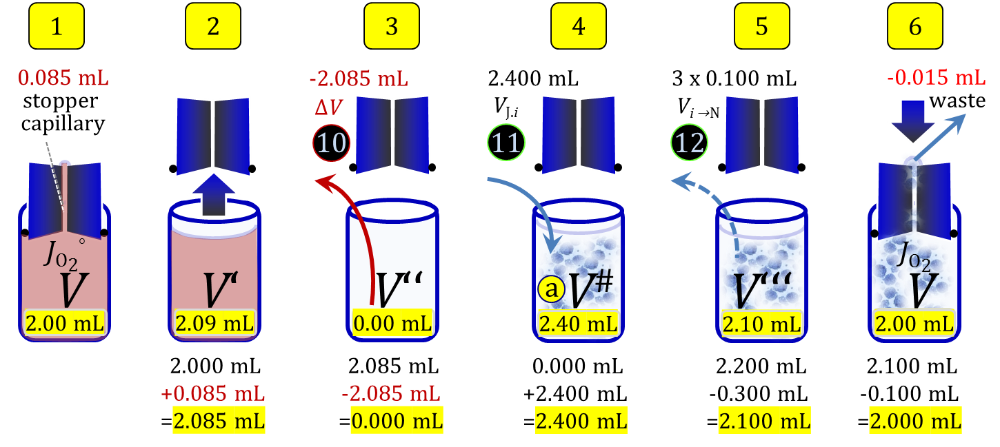 1
0.085 mL
stopper
capillary
JO2°
V
2.00 mL
2
V‘
2.09 mL
2.000 mL
+0.085 mL
=2.085 mL
3
-2.085 mL
ΔV
10
V‘‘
0.00 mL
2.085 mL
-2.085 mL
=0.000 mL
4
2.400 mL
VJ.i
11
a
V#
2.40 mL
0.000 mL
+2.400 mL
=2.400 mL
5
3 x 0.100 mL
Vi→N
12
V‘‘‘
2.10 mL
2.200 mL
-0.300 mL
=2.100 mL
6
-0.015 mL
waste
JO2
V
2.00 mL
2.100 mL
-0.100 mL
=2.000 mL